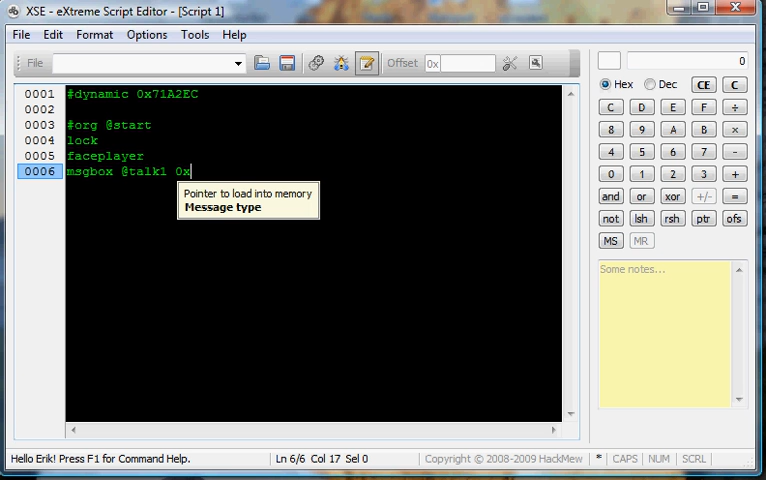 XSE - eXtreme Script Editor - [Script 1]
File Edit Format Options Tools Help
File Offset 0x
0001 #dynamic 0x71A2EC
0002
0003 #org @start
0004 lock
0005 faceplayer
0006 msgbox @talk1 0x
Pointer to load into memory
Message type
0
Hex Dec CE C
C D E F ÷
8 9 A B ×
4 5 6 7 -
0 1 2 3 +
and or xor +/- =
not lsh rsh ptr ofs
MS MR
Some notes...
Hello Erik! Press F1 for Command Help. Ln 6/6 Col 17 Sel 0 Copyright © 2008-2009 HackMew * CAPS NUM SCRL